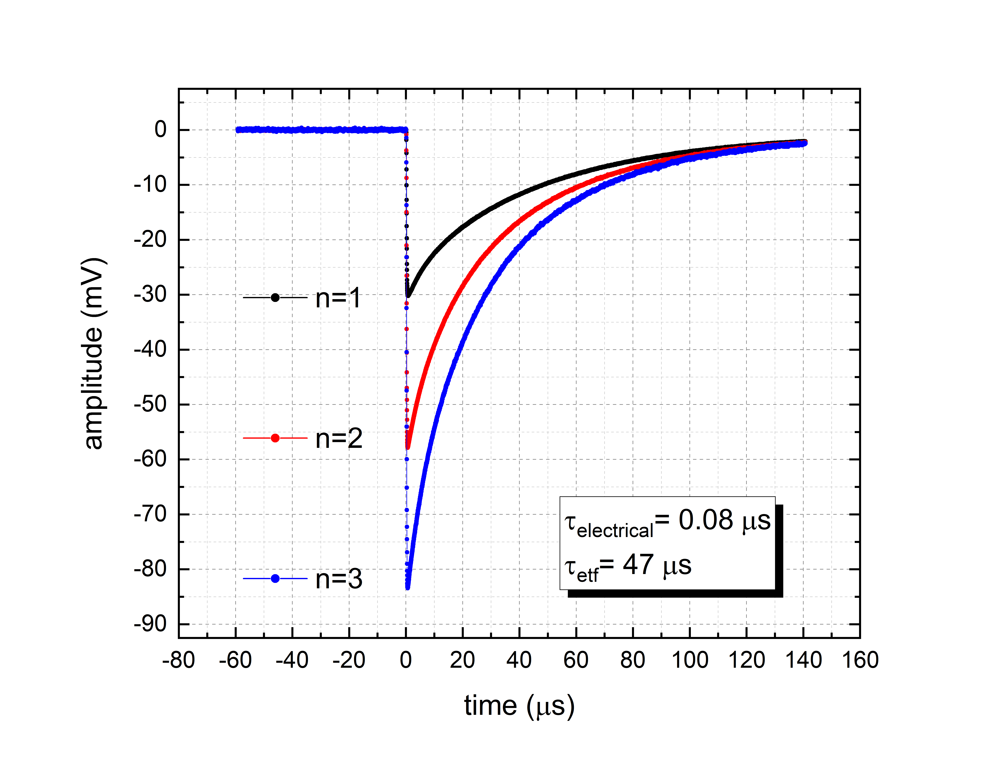 amplitude (mV)
0
-10
-20
-30
-40
-50
-60
-70
-80
-90
n=1
n=2
n=3
τelectrical= 0.08 μs
τetf= 47 μs
-80 -60 -40 -20 0 20 40 60 80 100 120 140 160
time (μs)